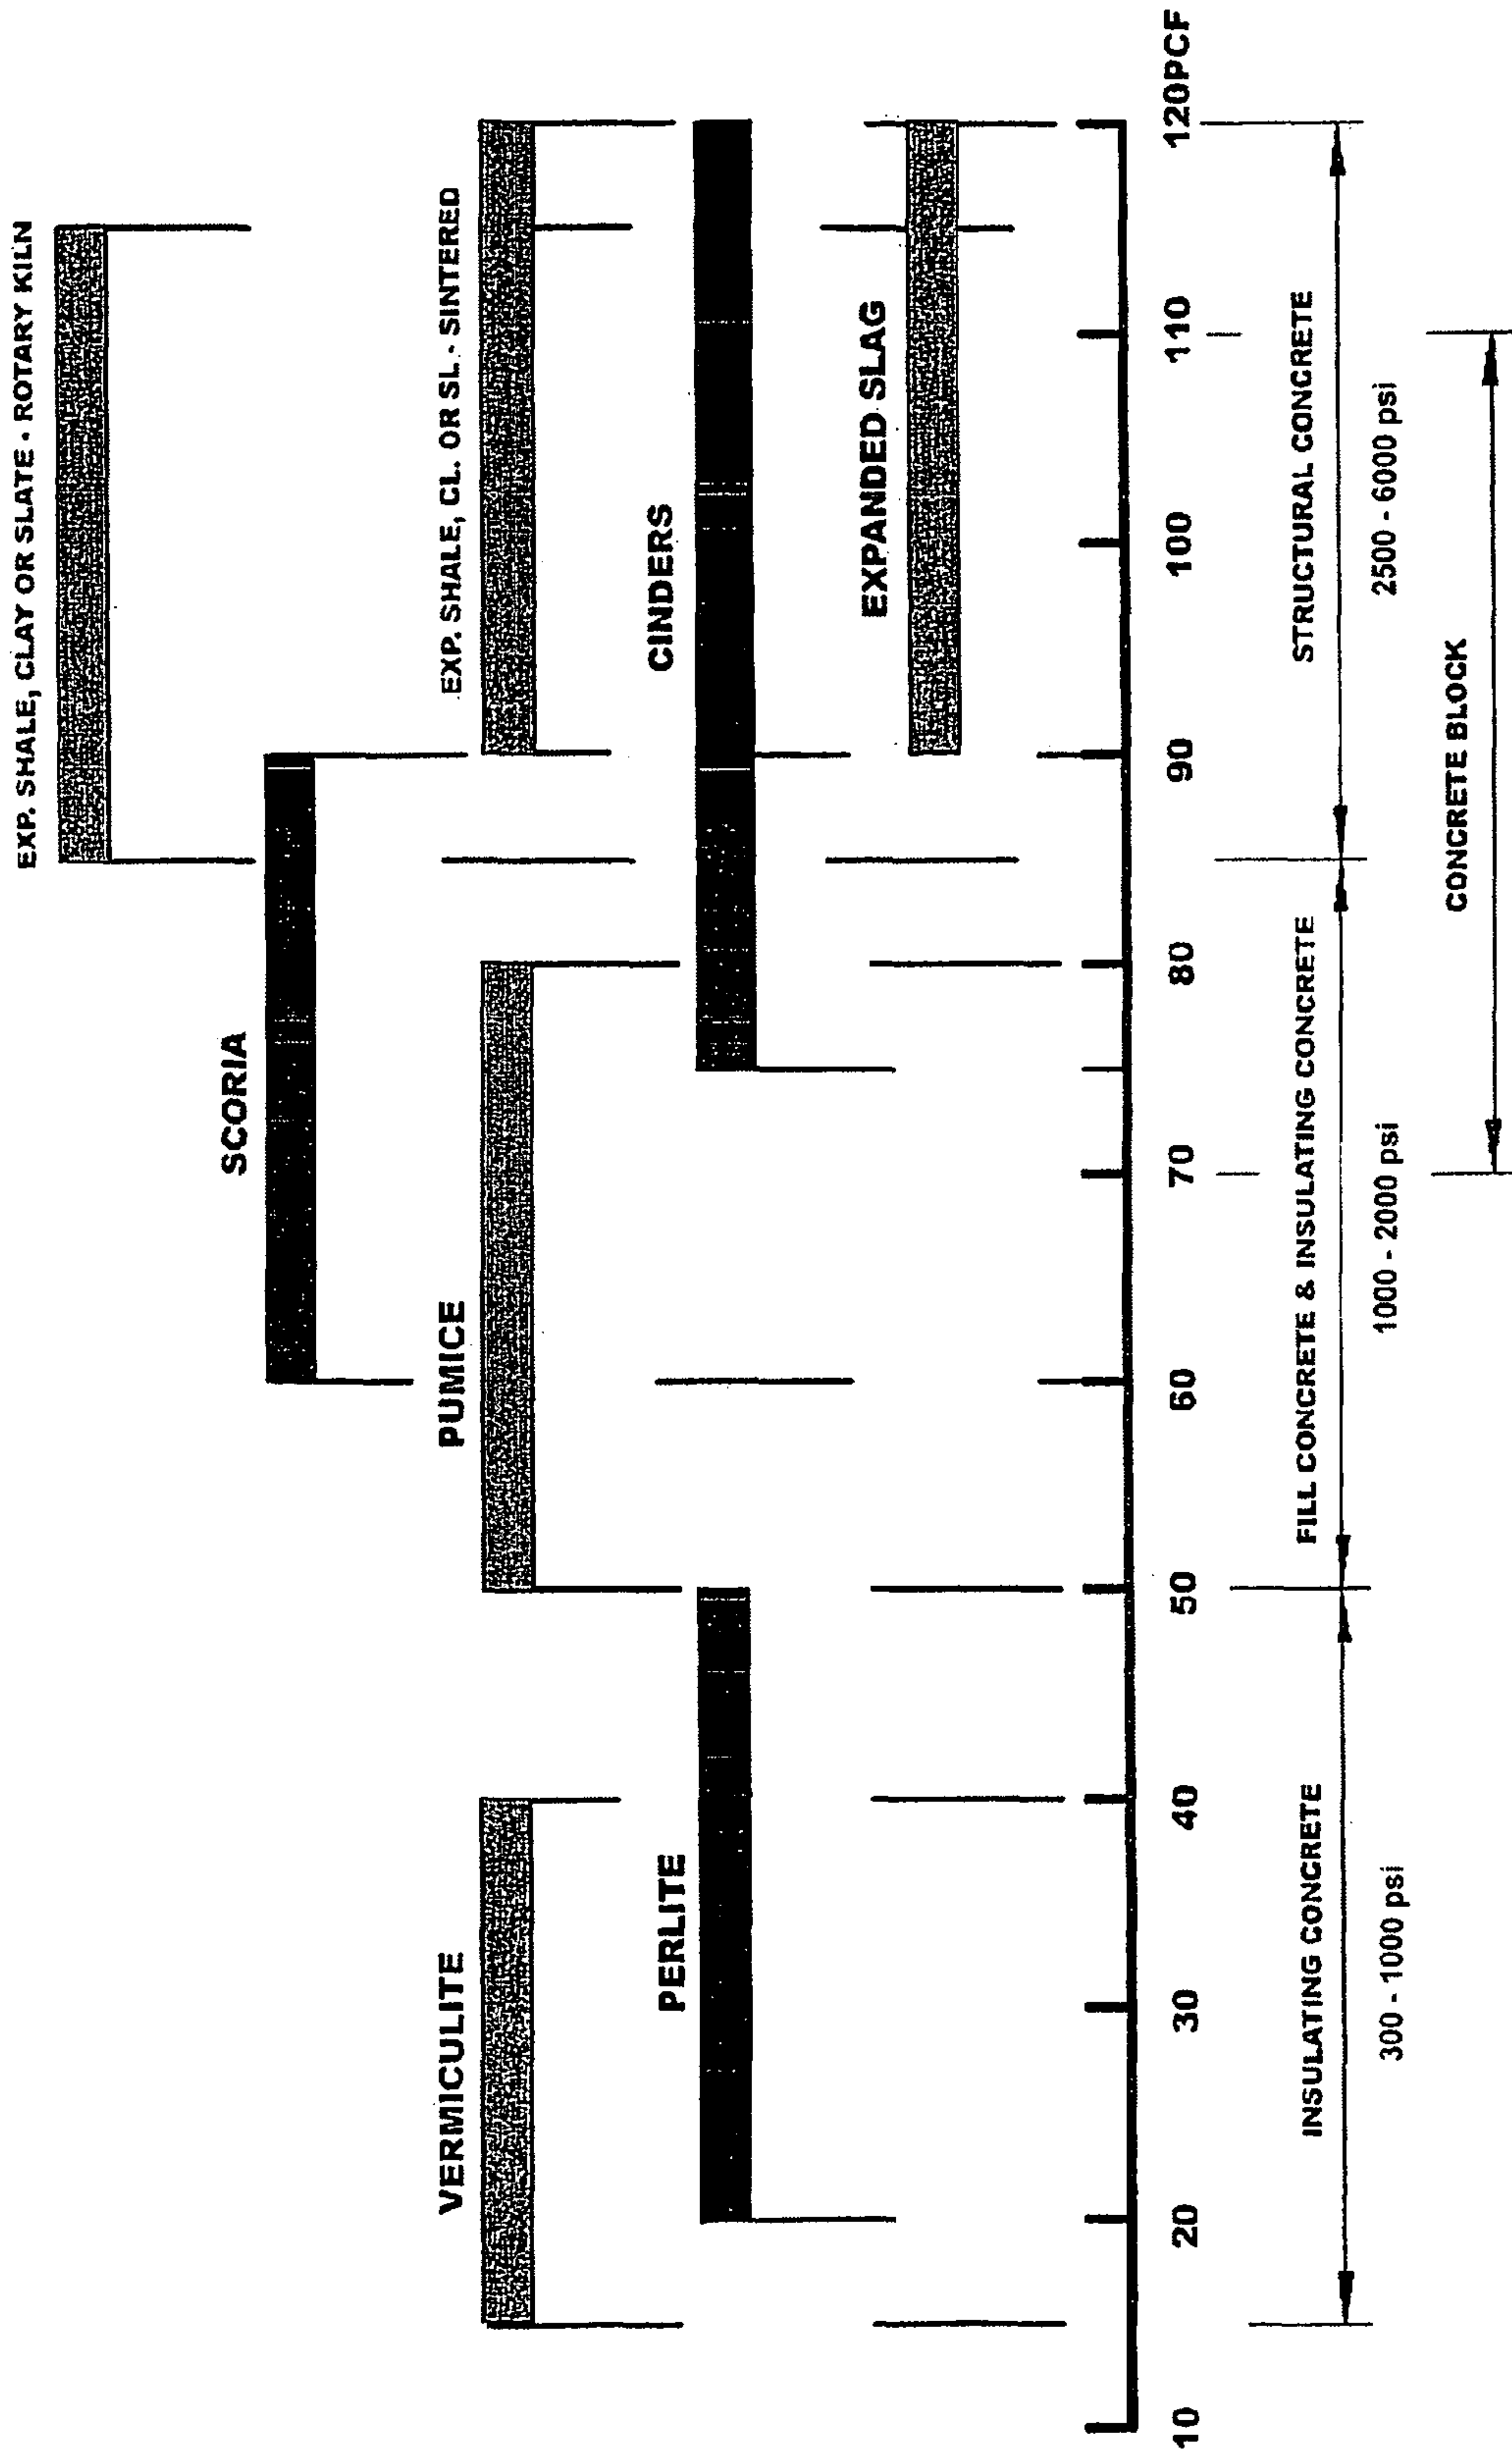 EXP. SHALE, CLAY OR SLATE - ROTARY KILN
SCORIA
VERMICULITE
PUMICE
EXP. SHALE, CL. OR SL. - SINTERED
PERLITE
CINDERS
EXPANDED SLAG
10 20 30 40 50 60 70 80 90 100 110 120PCF
INSULATING CONCRETE
FILL CONCRETE & INSULATING CONCRETE
STRUCTURAL CONCRETE
300 - 1000 psi
1000 - 2000 psi
2500 - 6000 psi
CONCRETE BLOCK